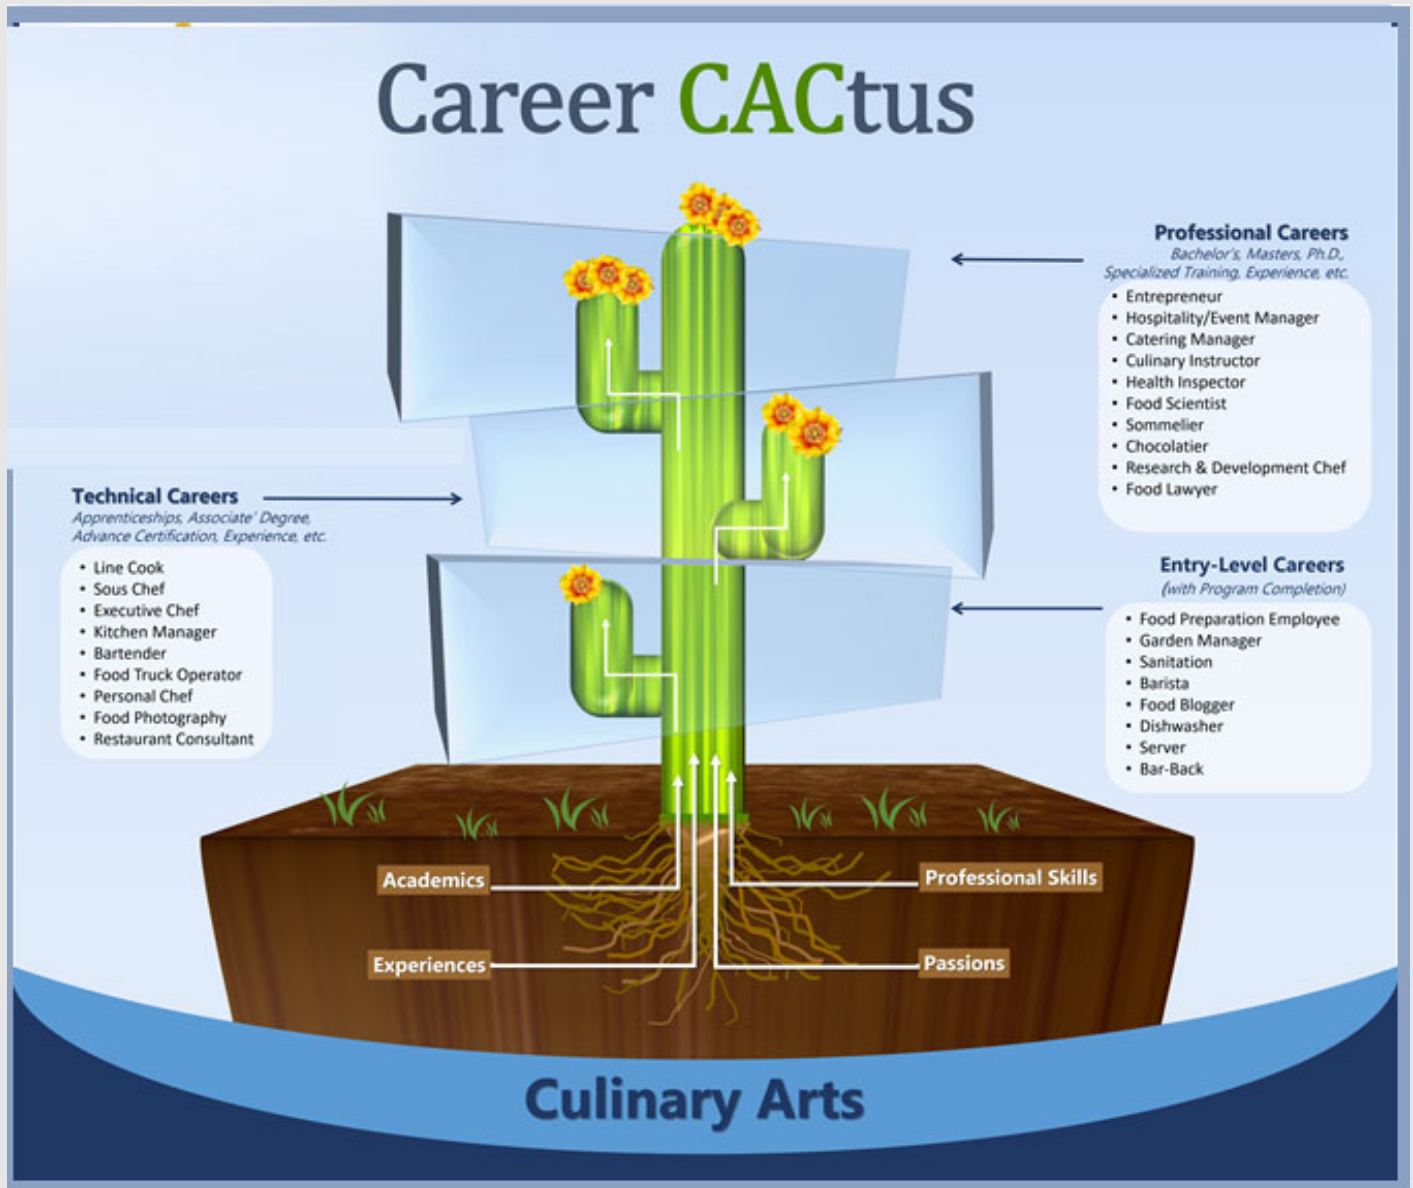 Career CACtus
Professional Careers
Bachelor's, Masters, Ph.D.,
Specialized Training, Experience, etc.
• Entrepreneur
• Hospitality/Event Manager
• Catering Manager
• Culinary Instructor
• Health Inspector
• Food Scientist
• Sommelier
• Chocolatier
• Research & Development Chef
• Food Lawyer
Technical Careers
Apprenticeships, Associate' Degree,
Advance Certification, Experience, etc.
• Line Cook
• Sous Chef
• Executive Chef
• Kitchen Manager
• Bartender
• Food Truck Operator
• Personal Chef
• Food Photography
• Restaurant Consultant
Entry-Level Careers
(with Program Completion)
• Food Preparation Employee
• Garden Manager
• Sanitation
• Barista
• Food Blogger
• Dishwasher
• Server
• Bar-Back
Academics
Professional Skills
Experiences
Passions
Culinary Arts